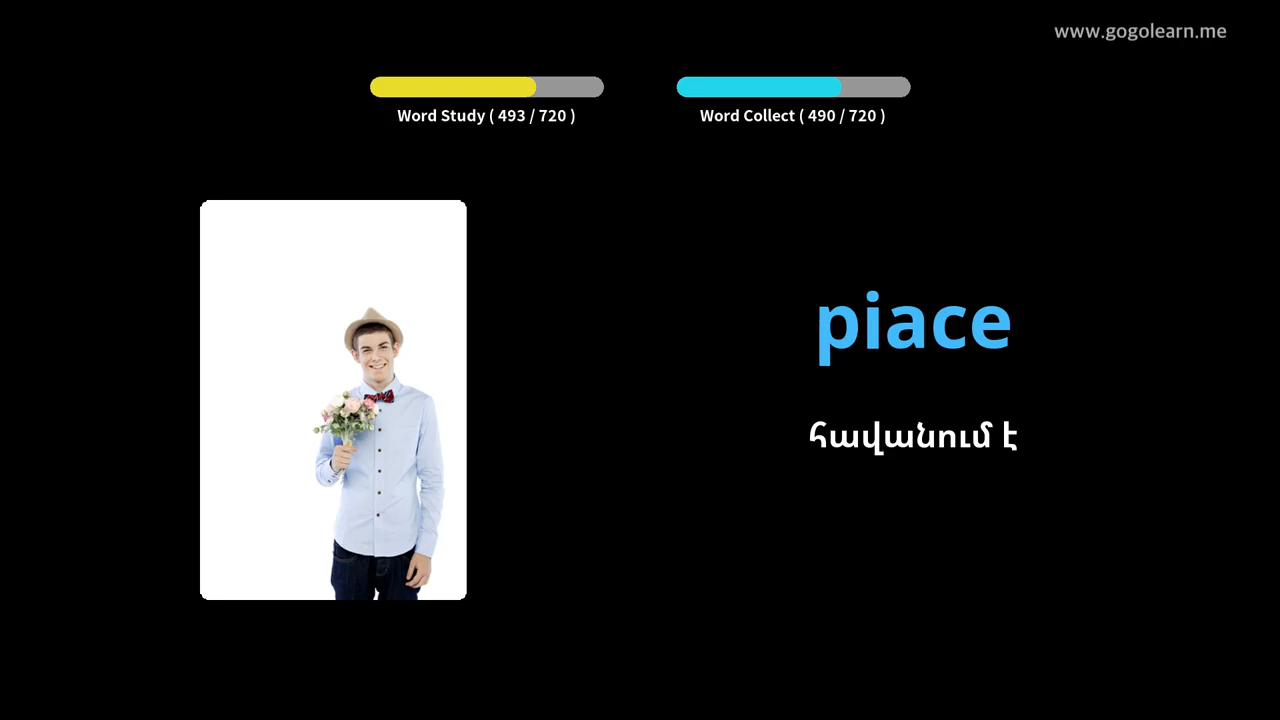 www.gogolearn.me
Word Study ( 493 / 720 )
Word Collect ( 490 / 720 )
piace
հավանում է